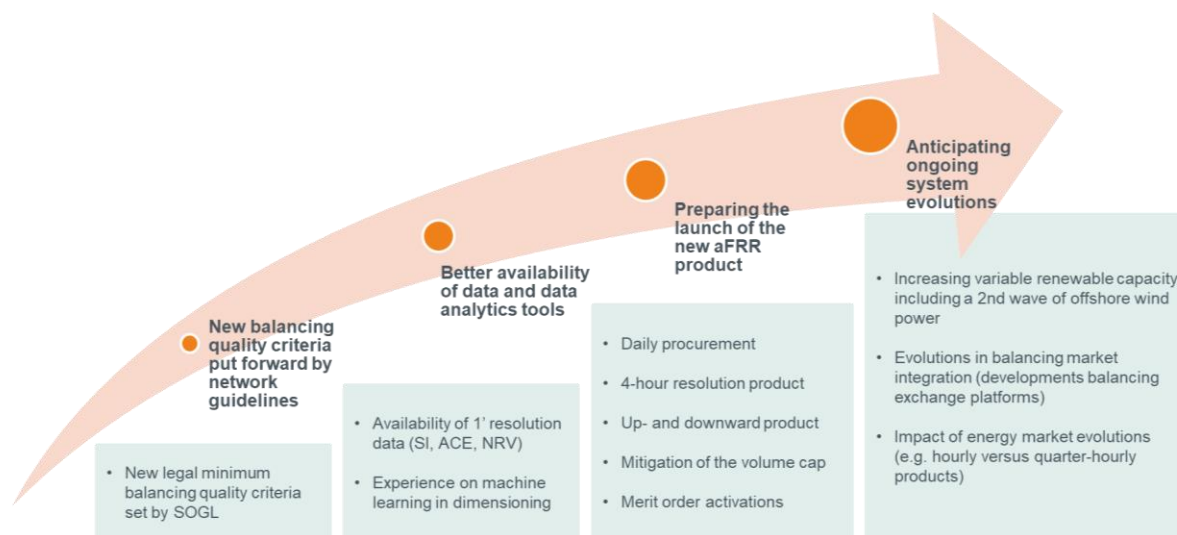 New balancing
quality criteria
put forward by
network
guidelines
• New legal minimum
balancing quality criteria
set by SOGL
Better availability
of data and data
analytics tools
• Availability of 1' resolution
data (SI, ACE, NRV)
• Experience on machine
learning in dimensioning
Preparing the
launch of the
new aFRR
product
• Daily procurement
• 4-hour resolution product
• Up- and downward product
• Mitigation of the volume cap
• Merit order activations
Anticipating
ongoing
system
evolutions
• Increasing variable renewable capacity
including a 2nd wave of offshore wind
power
• Evolutions in balancing market
integration (developments balancing
exchange platforms)
• Impact of energy market evolutions
(e.g. hourly versus quarter-hourly
products)